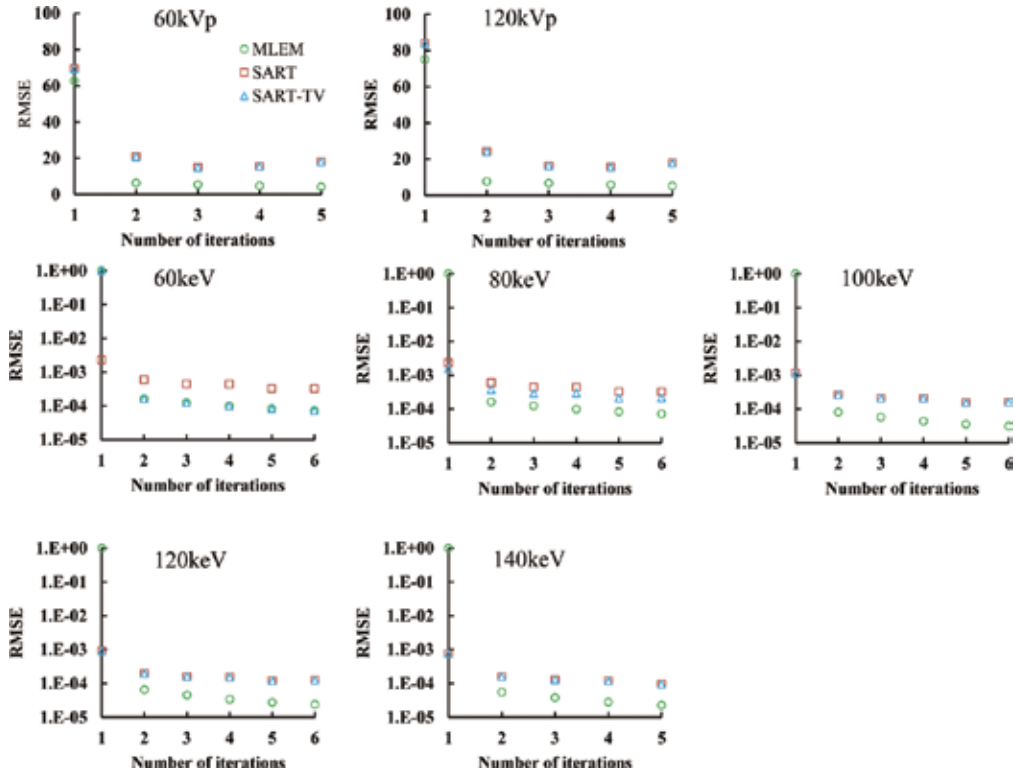 60kVp
100
80
60
40
20
0
RMSE
MLEM
SART
SART-TV
1 2 3 4 5
Number of iterations
120kVp
100
80
60
40
20
0
RMSE
1 2 3 4 5
Number of iterations
60keV
1.E+00
1.E-01
1.E-02
1.E-03
1.E-04
1.E-05
RMSE
1 2 3 4 5 6
Number of iterations
80keV
1.E+00
1.E-01
1.E-02
1.E-03
1.E-04
1.E-05
RMSE
1 2 3 4 5 6
Number of iterations
100keV
1.E+00
1.E-01
1.E-02
1.E-03
1.E-04
1.E-05
RMSE
1 2 3 4 5 6
Number of iterations
120keV
1.E+00
1.E-01
1.E-02
1.E-03
1.E-04
1.E-05
RMSE
1 2 3 4 5 6
Number of iterations
140keV
1.E+00
1.E-01
1.E-02
1.E-03
1.E-04
1.E-05
RMSE
1 2 3 4 5
Number of iterations